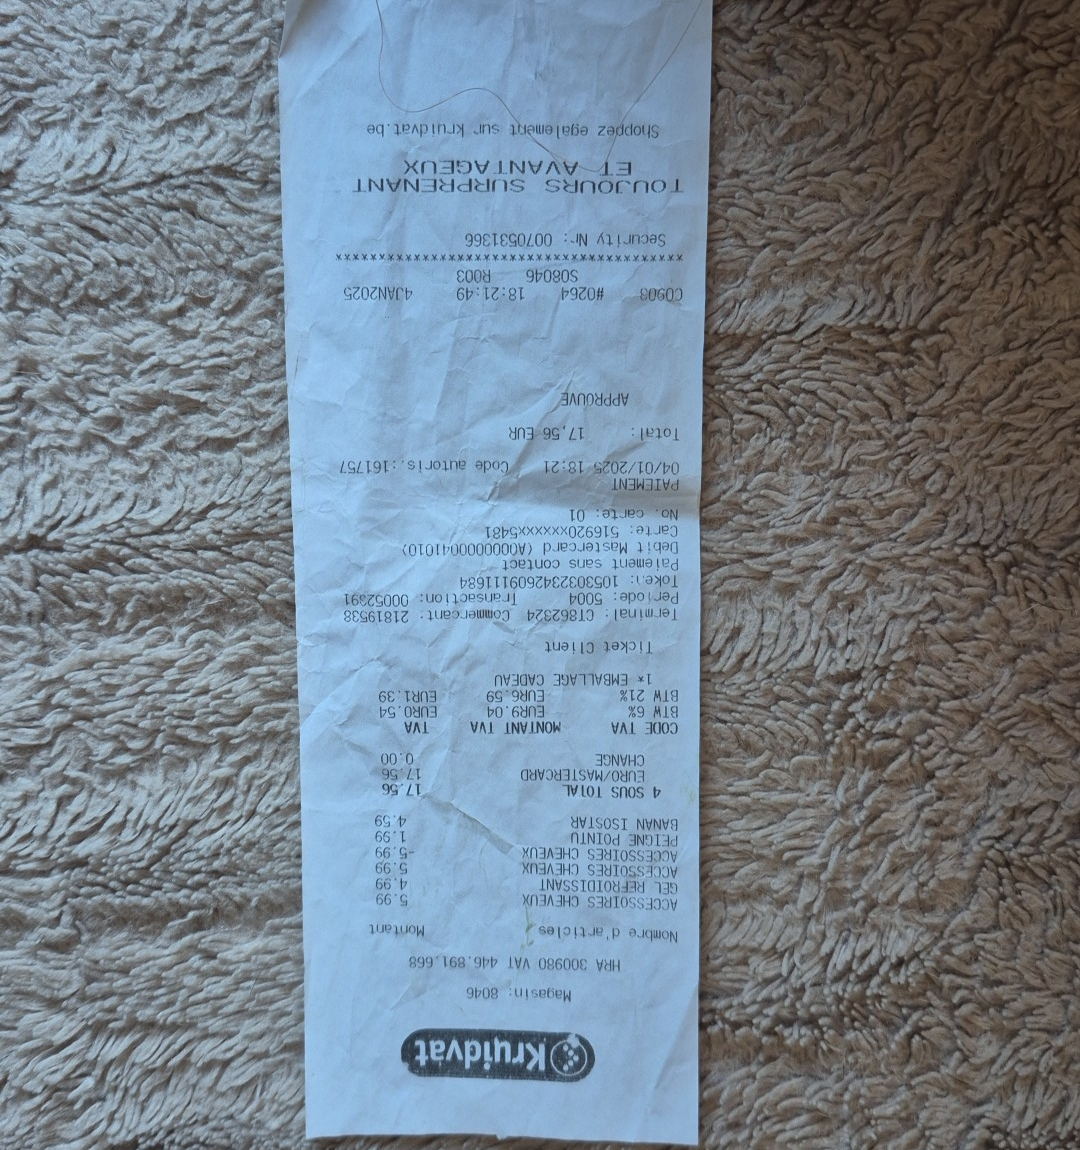 Kruidvat
Magasin: 8046
HRA 300980 VAT 446.891.668
Nombre d'articles Montant
ACCESSOIRES CHEVEUX 5.99
GEL REFROIDISSANT 4.99
ACCESSOIRES CHEVEUX 5.99
ACCESSOIRES CHEVEUX -5.99
PEIGNE POINTU 1.99
BANAN ISOSTAR 4.59
4 SOUS TOTAL 17.56
EURO/MASTERCARD 17.56
CHANGE 0.00
CODE TVA MONTANT TVA TVA
BTW 6% EUR9.04 EUR0.54
BTW 21% EUR6.59 EUR1.39
1* EMBALLAGE CADEAU
Ticket Client
Terminal: CT862324 Commercant: 21819538
Periode: 5004 Transaction: 00052391
Token: 1053032342609111684
Paiement sans contact
Debit Mastercard (A0000000041010)
Carte: 516920xxxxxxx5481
No. carte: 01
PAIEMENT
04/01/2025 18:21 Code autoris.:161757
Total: 17,56 EUR
APPROUVE
C0903 #0264 18:21:49 4JAN2025
S08046 R003
****************************************
Security Nr: 0070531366
TOUJOURS SURPRENANT
ET AVANTAGEUX
Shoppez egalement sur kruidvat.be